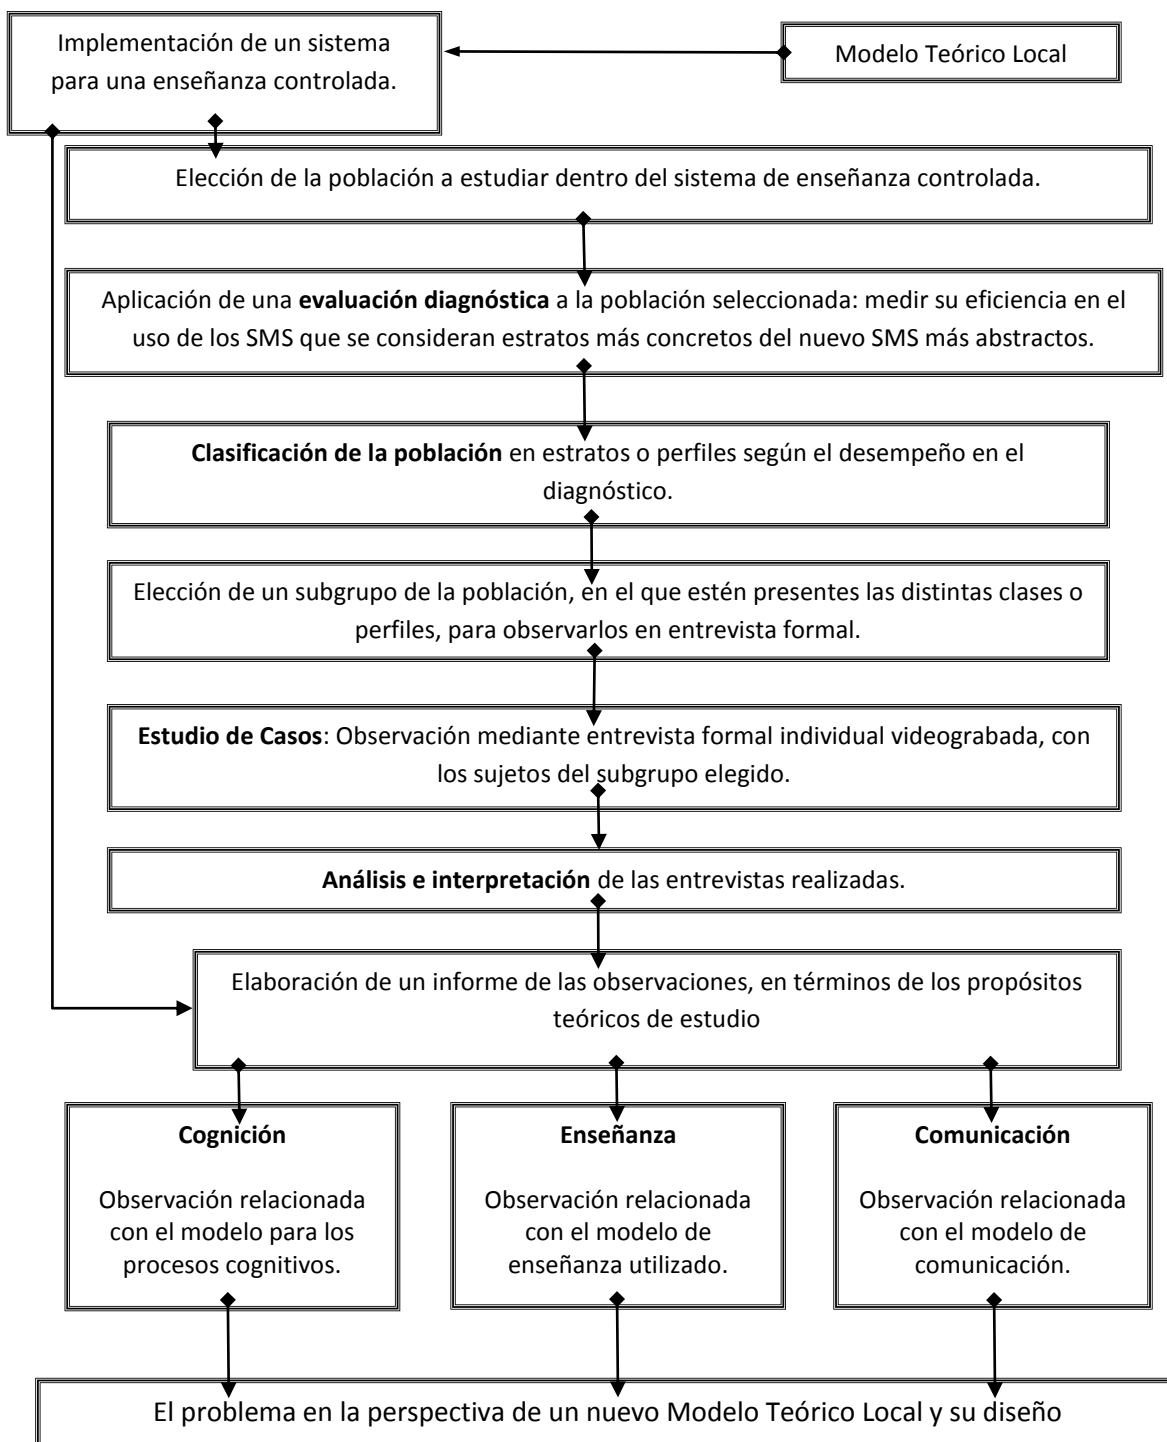 Implementación de un sistema
para una enseñanza controlada.
Modelo Teórico Local
Elección de la población a estudiar dentro del sistema de enseñanza controlada.
Aplicación de una evaluación diagnóstica a la población seleccionada: medir su eficiencia en el
uso de los SMS que se consideran estratos más concretos del nuevo SMS más abstractos.
Clasificación de la población en estratos o perfiles según el desempeño en el
diagnóstico.
Elección de un subgrupo de la población, en el que estén presentes las distintas clases o
perfiles, para observarlos en entrevista formal.
Estudio de Casos: Observación mediante entrevista formal individual videograbada, con
los sujetos del subgrupo elegido.
Análisis e interpretación de las entrevistas realizadas.
Elaboración de un informe de las observaciones, en términos de los propósitos
teóricos de estudio
Cognición
Observación relacionada
con el modelo para los
procesos cognitivos.
Enseñanza
Observación relacionada
con el modelo de
enseñanza utilizado.
Comunicación
Observación relacionada
con el modelo de
comunicación.
El problema en la perspectiva de un nuevo Modelo Teórico Local y su diseño